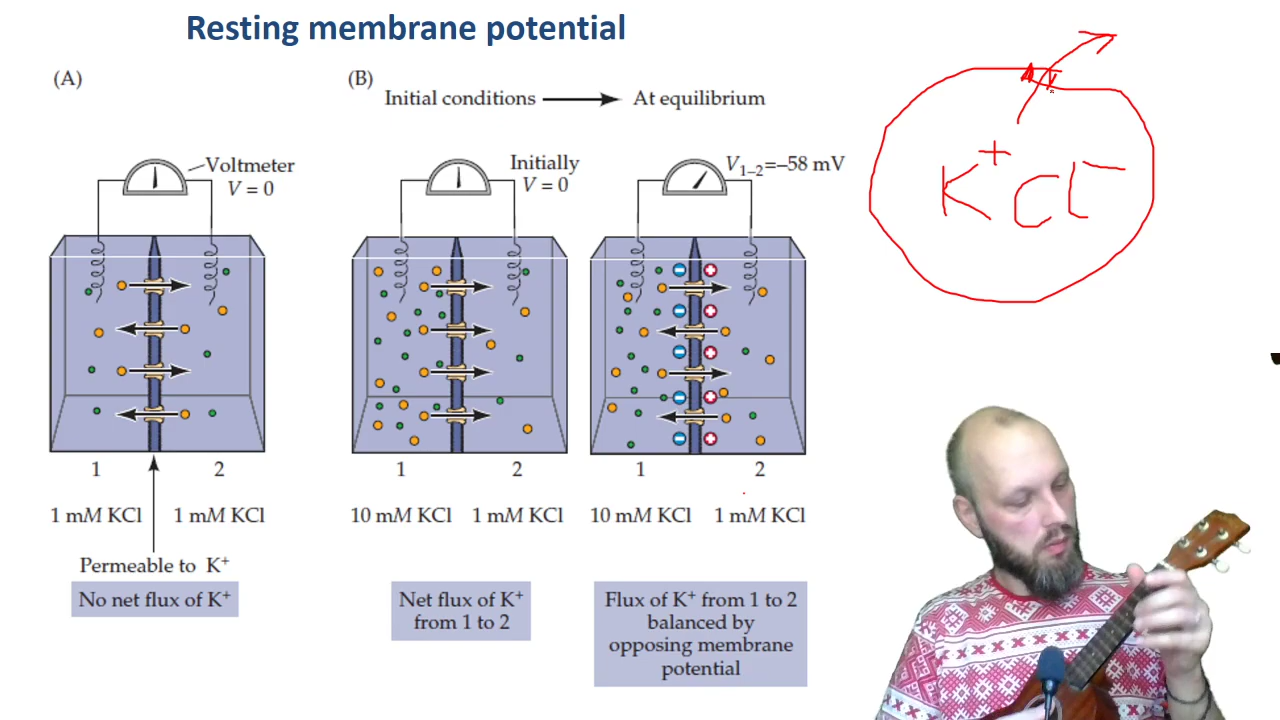 Resting membrane potential
(A)
Voltmeter
V = 0
1 2
1 mM KCl 1 mM KCl
Permeable to K⁺
No net flux of K⁺
(B)
Initial conditions At equilibrium
Initially
V = 0
1 2
10 mM KCl 1 mM KCl
Net flux of K⁺
from 1 to 2
V₁₋₂=–58 mV
− +
− +
− +
− +
− +
1 2
10 mM KCl 1 mM KCl
Flux of K⁺ from 1 to 2
balanced by
opposing membrane
potential
K⁺ Cl⁻